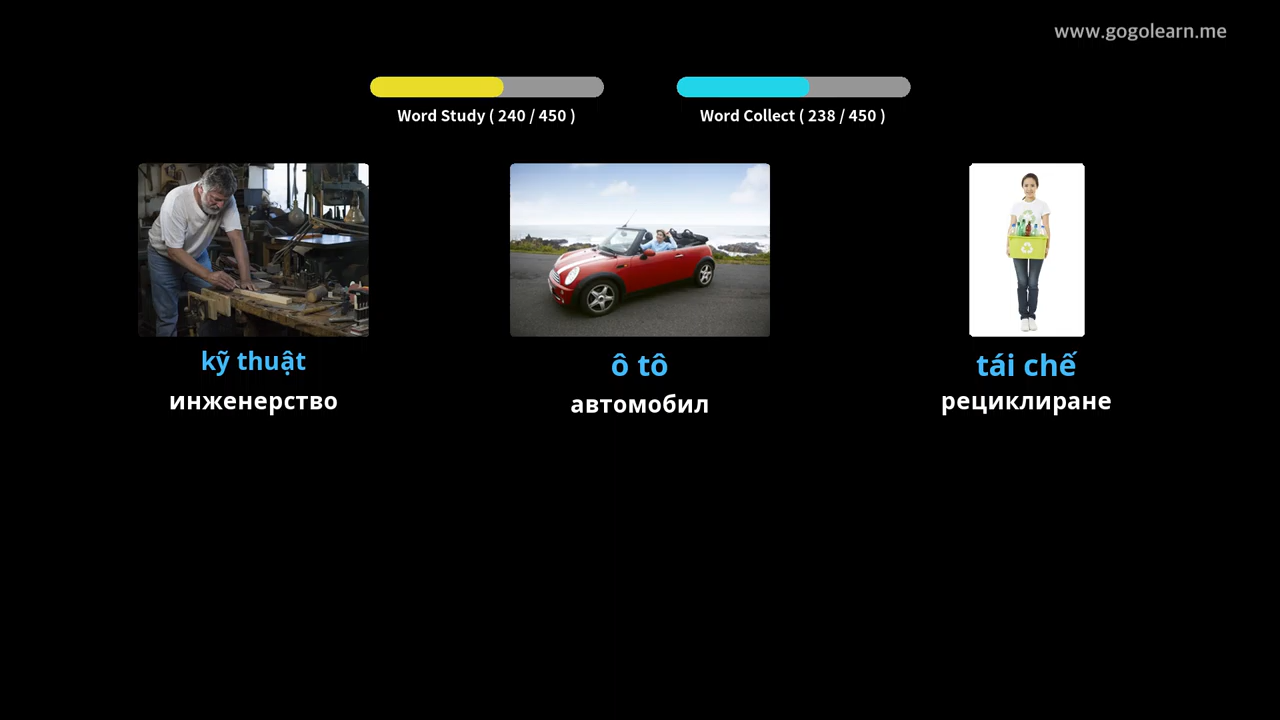 www.gogolearn.me
Word Study ( 240 / 450 )
Word Collect ( 238 / 450 )
kỹ thuật
инженерство
ô tô
автомобил
tái chế
рециклиране